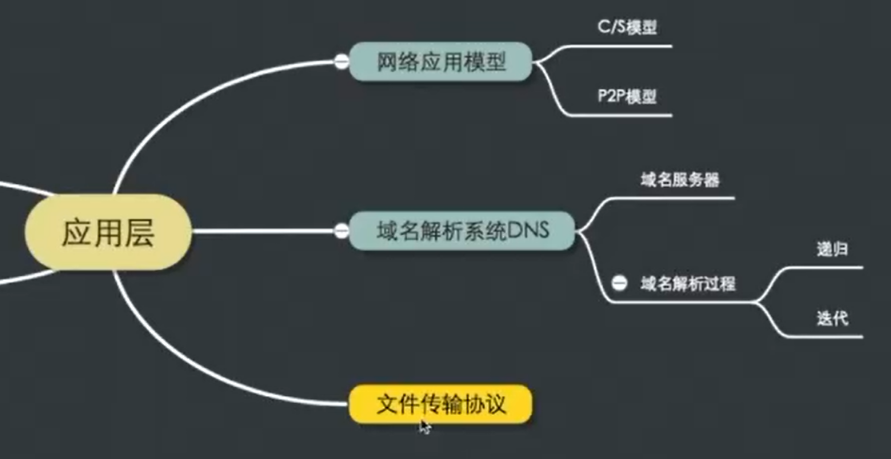 C/S模型
网络应用模型
P2P模型
域名服务器
应用层
域名解析系统DNS
递归
域名解析过程
迭代
文件传输协议